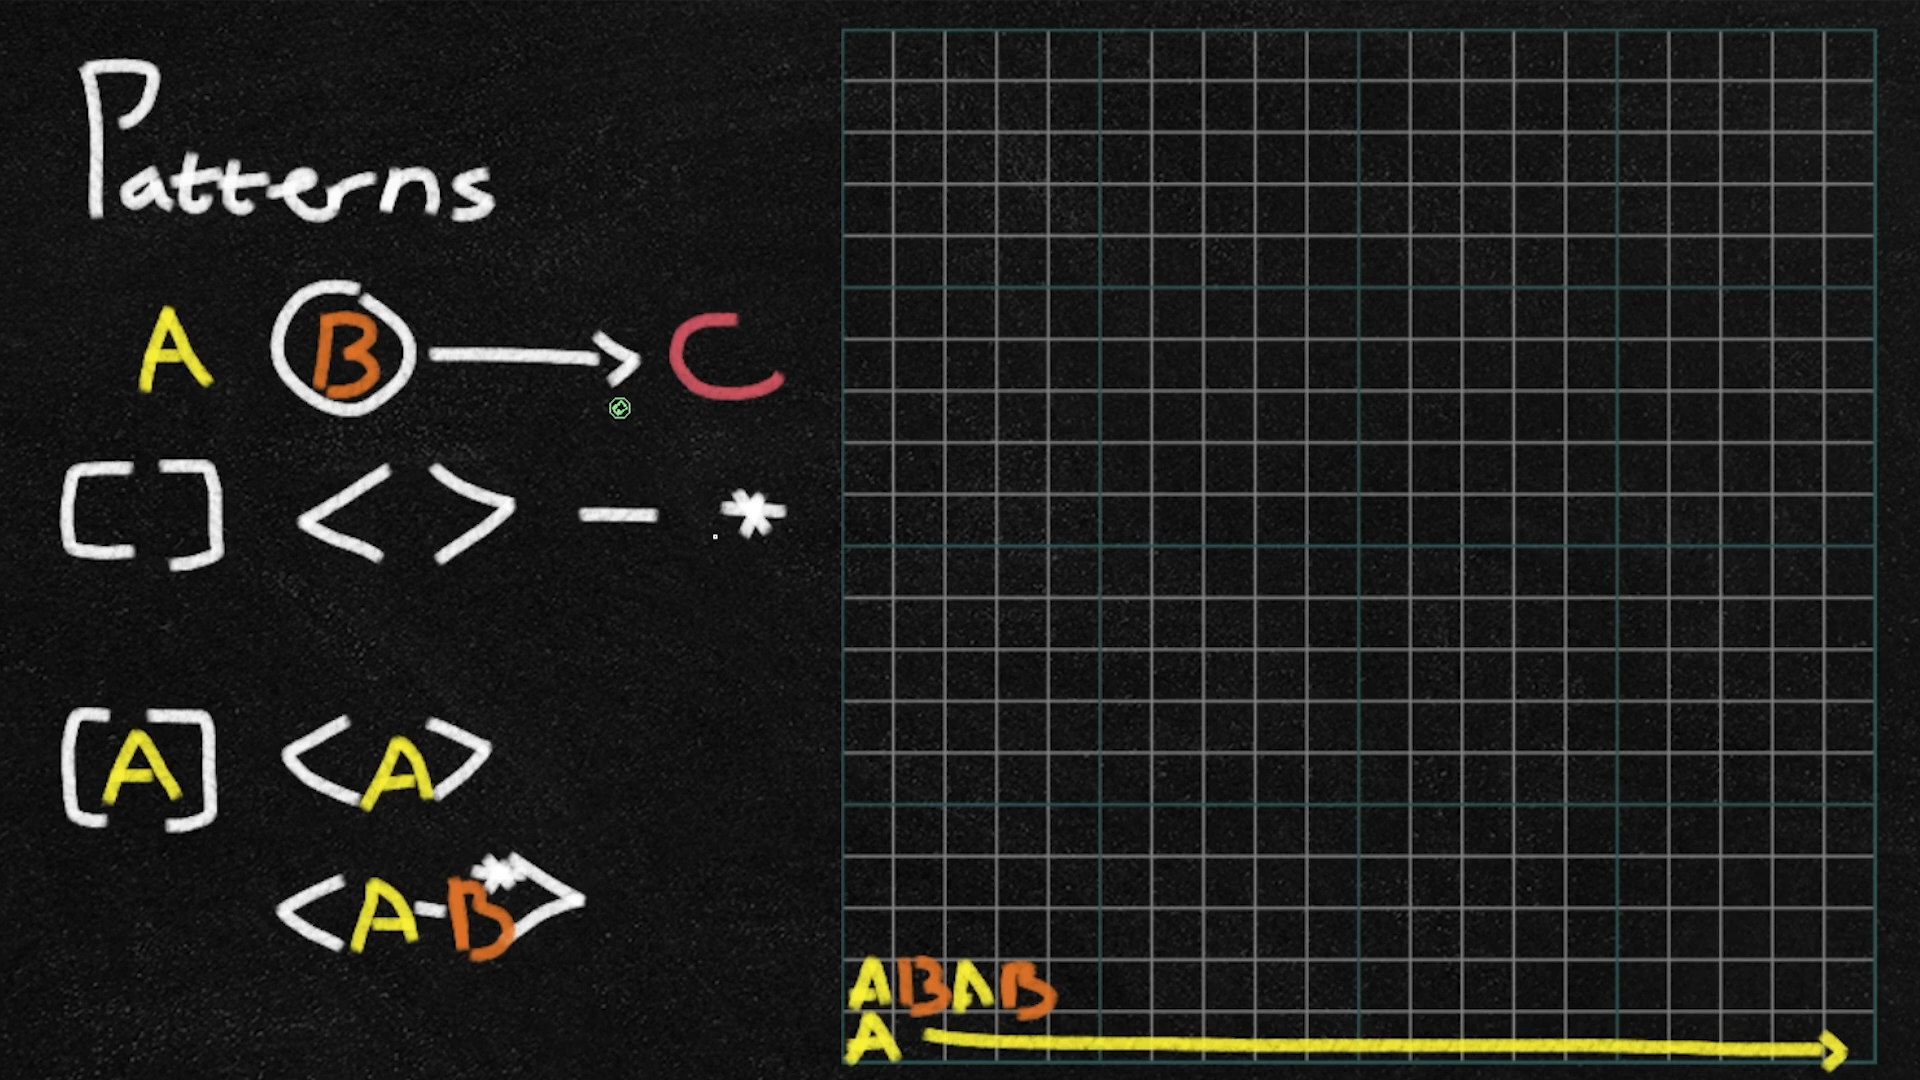 Patterns
A B → C
[ ] < > - *
[A] <A>
<A-B*>
ABAB
A →